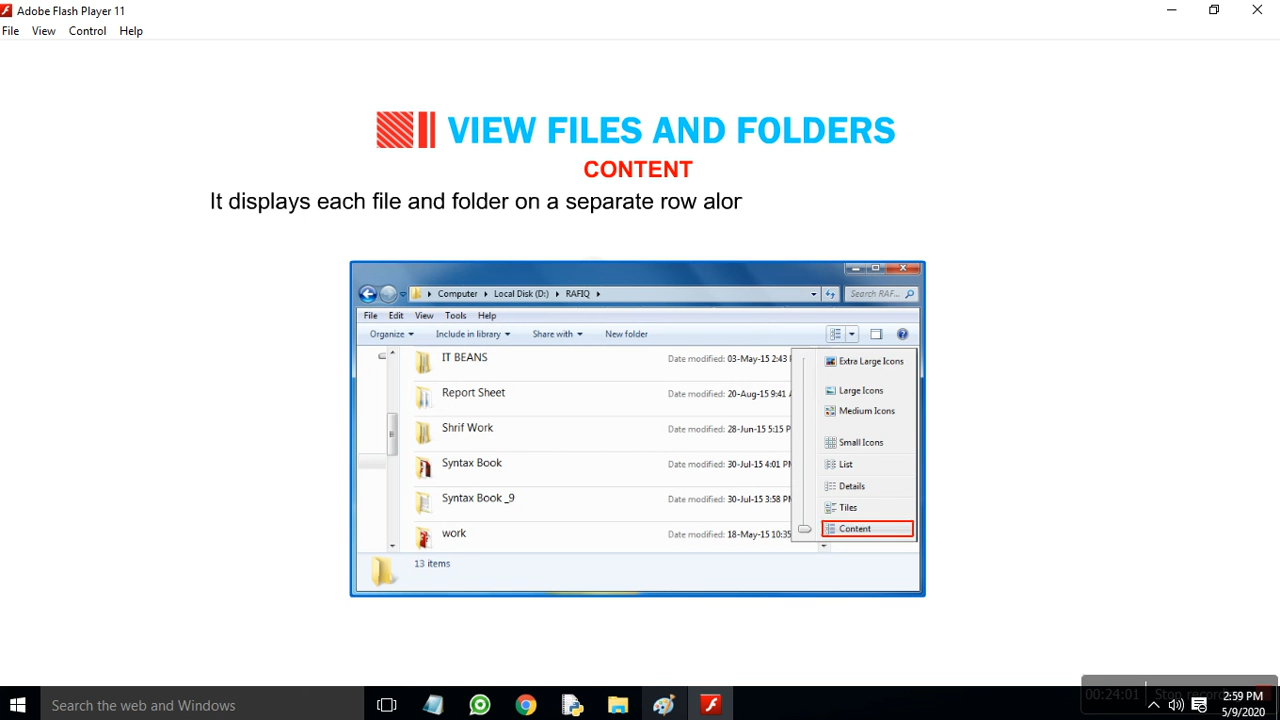 Adobe Flash Player 11
File View Control Help
VIEW FILES AND FOLDERS
CONTENT
It displays each file and folder on a separate row alor
Computer Local Disk (D:) RAFIQ Search RAF...
File Edit View Tools Help
Organize Include in library Share with New folder
IT BEANS Date modified: 03-May-15 2:43 P
Report Sheet Date modified: 20-Aug-15 9:41 A
Shrif Work Date modified: 28-Jun-15 5:15 P
Syntax Book Date modified: 30-Jul-15 4:01 PM
Syntax Book _9 Date modified: 30-Jul-15 3:58 PM
work Date modified: 18-May-15 10:35
Extra Large Icons
Large Icons
Medium Icons
Small Icons
List
Details
Tiles
Content
13 items
00:24:01 Stop record
Search the web and Windows
2:59 PM
5/9/2020